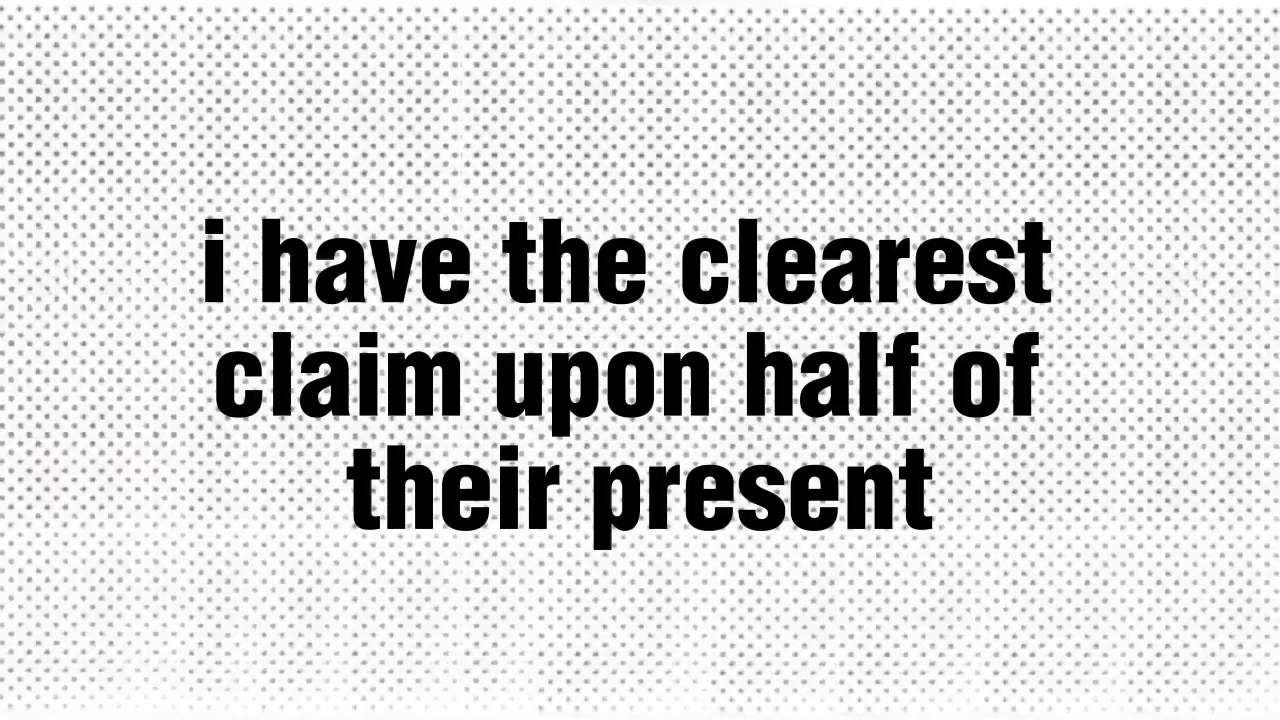 i have the clearest
claim upon half of
their present